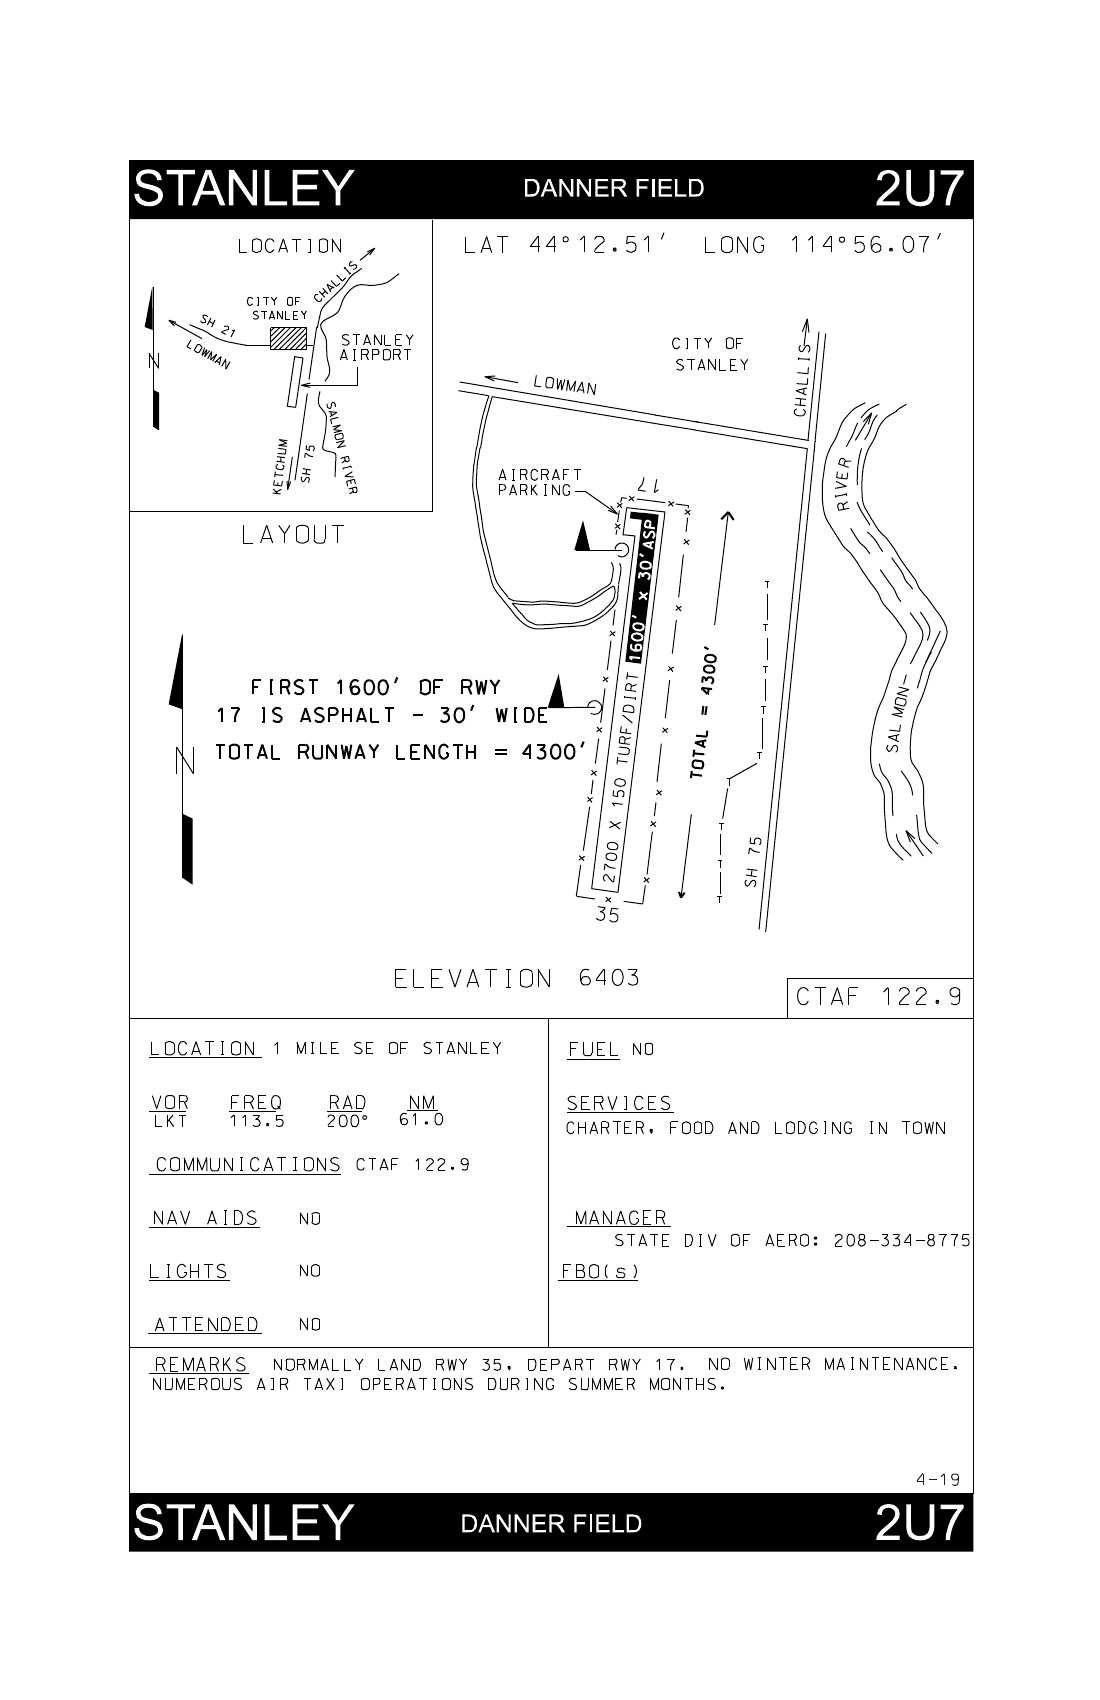 STANLEY DANNER FIELD 2U7
LOCATION
CHALLIS
CITY OF
STANLEY
SH 21
LOWMAN
STANLEY
AIRPORT
N
SALMON RIVER
KETCHUM
SH 75
LAT 44°12.51' LONG 114°56.07'
CITY OF
STANLEY
CHALLIS
LOWMAN
AIRCRAFT
PARKING
17
RIVER
LAYOUT
1600' x 30' ASP
FIRST 1600' OF RWY
17 IS ASPHALT - 30' WIDE
TOTAL RUNWAY LENGTH = 4300'
N
2700 X 150 TURF/DIRT
TOTAL = 4300'
SALMON
SH 75
35
ELEVATION 6403
CTAF 122.9
LOCATION 1 MILE SE OF STANLEY
VOR FREQ RAD NM
LKT 113.5 200° 61.0
COMMUNICATIONS CTAF 122.9
NAV AIDS NO
LIGHTS NO
ATTENDED NO
FUEL NO
SERVICES
CHARTER, FOOD AND LODGING IN TOWN
MANAGER
STATE DIV OF AERO: 208-334-8775
FBO(s)
REMARKS NORMALLY LAND RWY 35, DEPART RWY 17. NO WINTER MAINTENANCE.
NUMEROUS AIR TAXI OPERATIONS DURING SUMMER MONTHS.
4-19
STANLEY DANNER FIELD 2U7